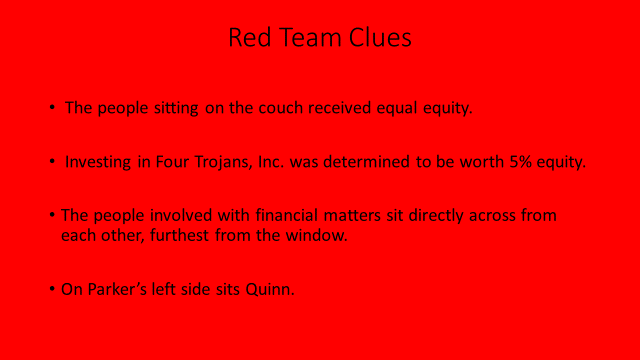 Red Team Clues
• The people sitting on the couch received equal equity.
• Investing in Four Trojans, Inc. was determined to be worth 5% equity.
• The people involved with financial matters sit directly across from
each other, furthest from the window.
• On Parker’s left side sits Quinn.